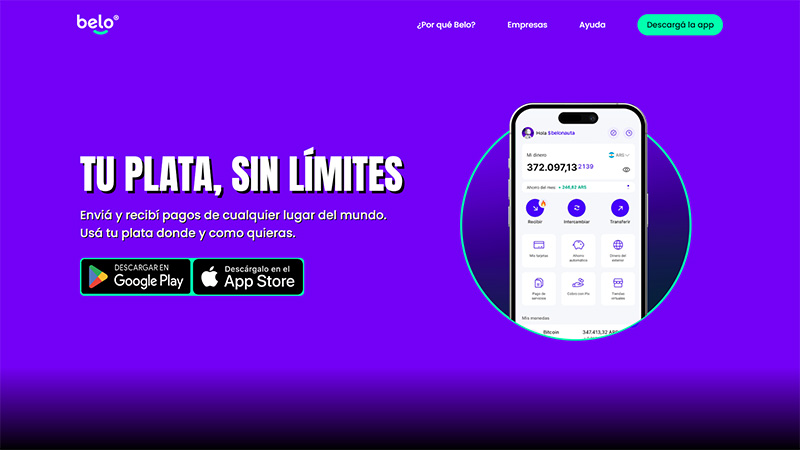 belo®
¿Por qué Belo?
Empresas
Ayuda
Descargá la app
TU PLATA, SIN LÍMITES
Enviá y recibí pagos de cualquier lugar del mundo.
Usá tu plata donde y como quieras.
DESCARGAR EN
Google Play
Descárgalo en el
App Store
Hola $belonauta
Mi dinero
ARS
372.097,13 2139
Ahorro del mes: + 348,82 ARS
Recibir
Intercambiar
Transferir
Mis tarjetas
Ahorro
automático
Dinero del
exterior
Pago de
servicios
Cobro con Pix
Tiendas
virtuales
Mis monedas
Bitcoin
347.413,32 ARS